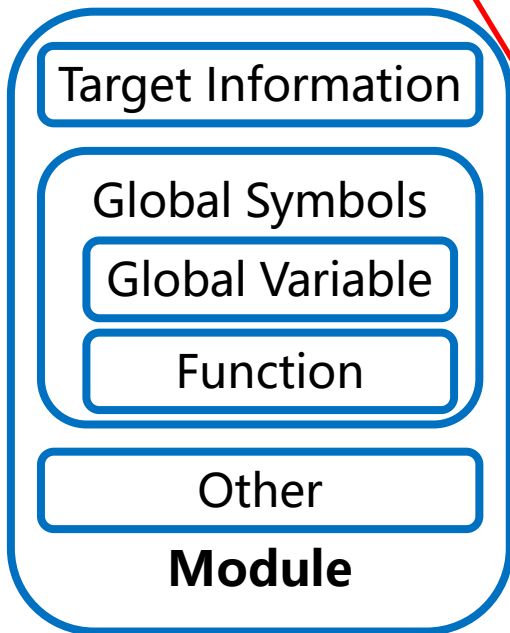 Target Information
Global Symbols
Global Variable
Function
Other
Module